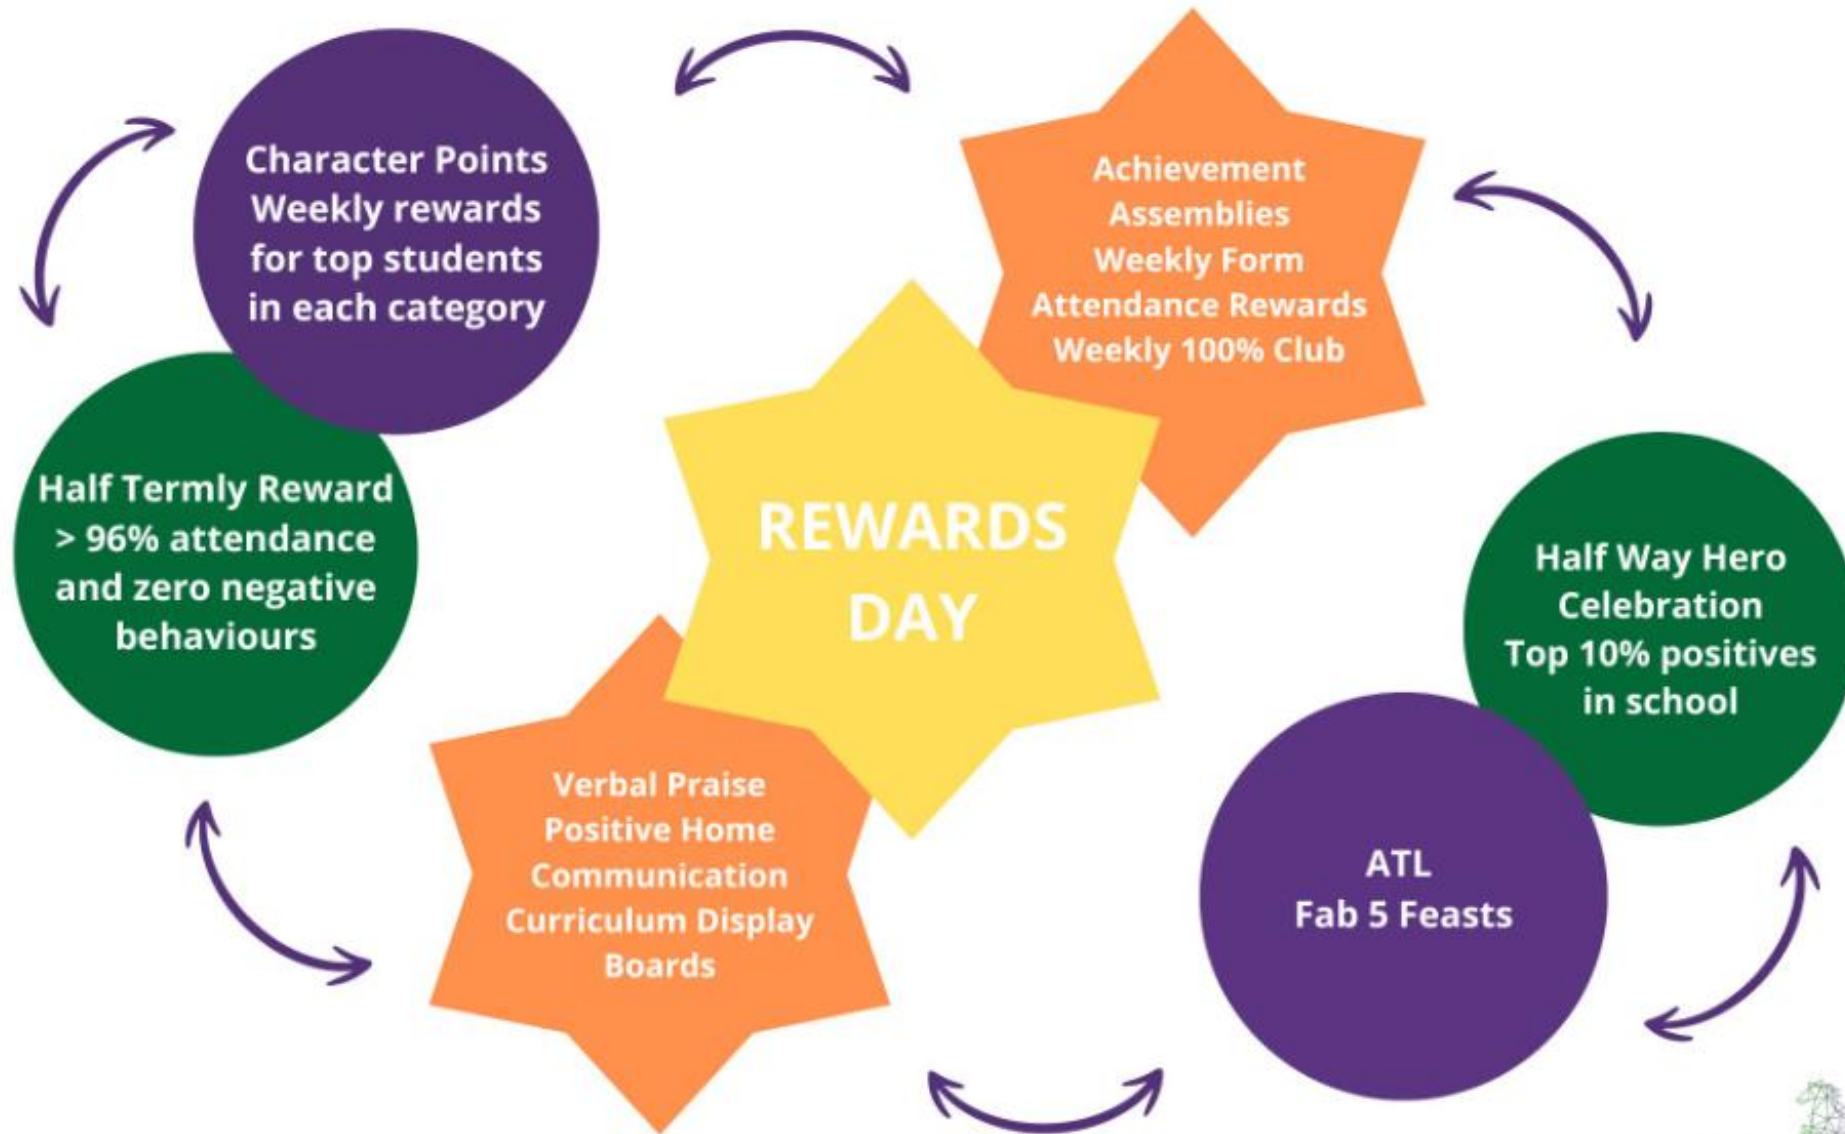 Character Points
Weekly rewards
for top students
in each category
Achievement
Assemblies
Weekly Form
Attendance Rewards
Weekly 100% Club
Half Termly Reward
> 96% attendance
and zero negative
behaviours
REWARDS
DAY
Half Way Hero
Celebration
Top 10% positives
in school
Verbal Praise
Positive Home
Communication
Curriculum Display
Boards
ATL
Fab 5 Feasts